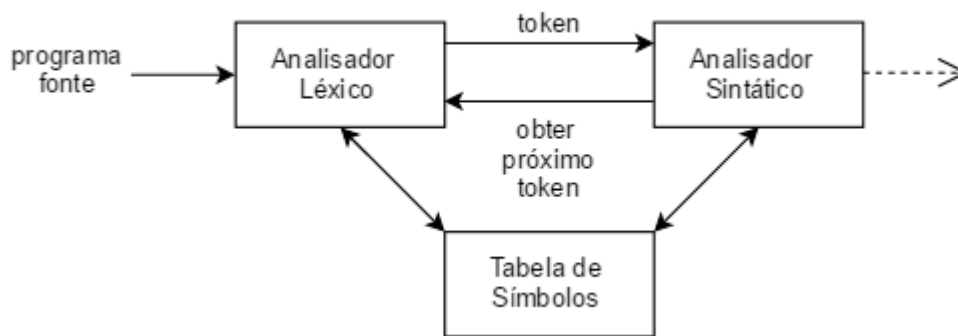 programa
fonte
Analisador
Léxico
token
Analisador
Sintático
obter
próximo
token
Tabela de
Símbolos